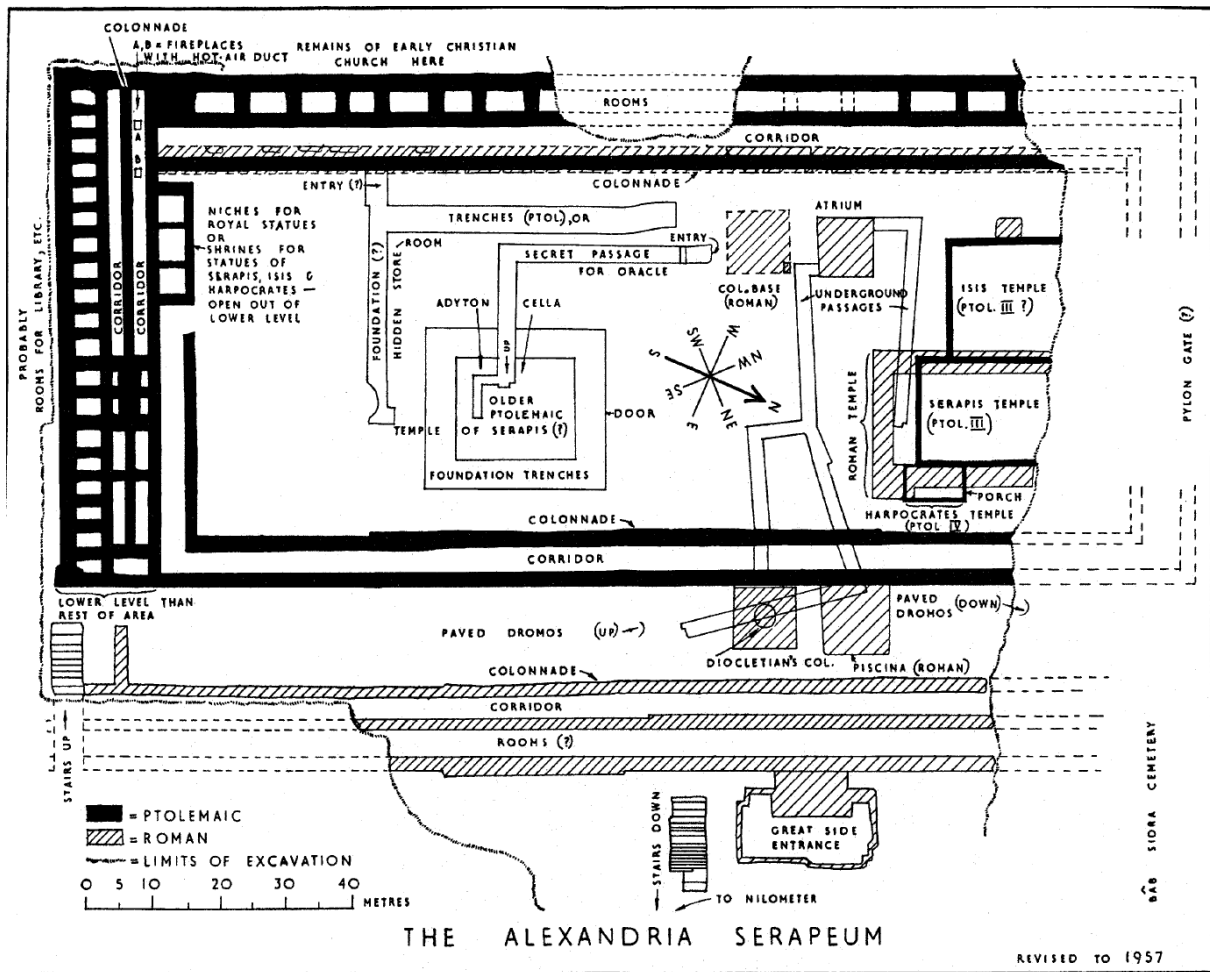 COLONNADE
A,B = FIREPLACES
WITH HOT-AIR DUCT
REMAINS OF EARLY CHRISTIAN
CHURCH HERE
ROOMS
CORRIDOR
COLONNADE
A
B
ENTRY (?)
TRENCHES (PTOL), OR
ROOM
HIDDEN STORE
FOUNDATION (?)
ENTRY
SECRET PASSAGE
FOR ORACLE
ATRIUM
COL. BASE
(ROMAN)
UNDERGROUND
PASSAGES
NICHES FOR
ROYAL STATUES
OR
SHRINES FOR
STATUES OF
SERAPIS, ISIS &
HARPOCRATES —
OPEN OUT OF
LOWER LEVEL
PROBABLY
ROOMS FOR LIBRARY, ETC.
CORRIDOR
CORRIDOR
ADYTON
CELLA
UP
OLDER
PTOLEMAIC
TEMPLE OF SERAPIS (?)
DOOR
FOUNDATION TRENCHES
S
SW
W
NW
N
NE
E
SE
ISIS TEMPLE
(PTOL. III ?)
SERAPIS TEMPLE
(PTOL. III)
ROMAN TEMPLE
PORCH
HARPOCRATES TEMPLE
(PTOL IV)
PYLON GATE (?)
COLONNADE
CORRIDOR
LOWER LEVEL THAN
REST OF AREA
PAVED DROMOS (UP)
PAVED
DROMOS (DOWN)
DIOCLETIAN'S COL.
PISCINA (ROMAN)
COLONNADE
CORRIDOR
ROOMS (?)
STAIRS UP
STAIRS DOWN
GREAT SIDE
ENTRANCE
TO NILOMETER
BÂB SIDRA CEMETERY
= PTOLEMAIC
= ROMAN
= LIMITS OF EXCAVATION
0 5 10 20 30 40
METRES
THE ALEXANDRIA SERAPEUM
REVISED TO 1957